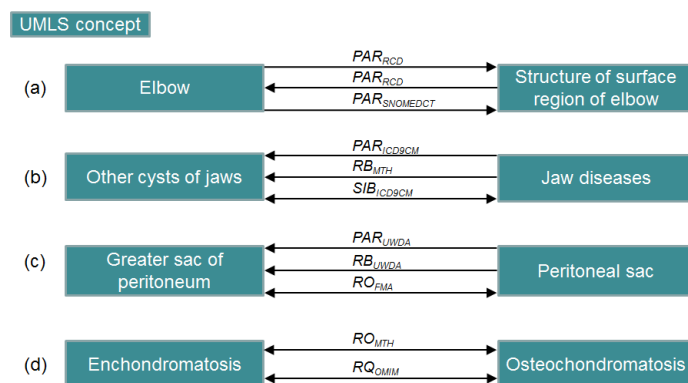 UMLS concept
(a)
Elbow
PAR_RCD
PAR_RCD
PAR_SNOMEDCT
Structure of surface
region of elbow
(b)
Other cysts of jaws
PAR_ICD9CM
RB_MTH
SIB_ICD9CM
Jaw diseases
(c)
Greater sac of
peritoneum
PAR_UWDA
RB_UWDA
RO_FMA
Peritoneal sac
(d)
Enchondromatosis
RO_MTH
RQ_OMIM
Osteochondromatosis